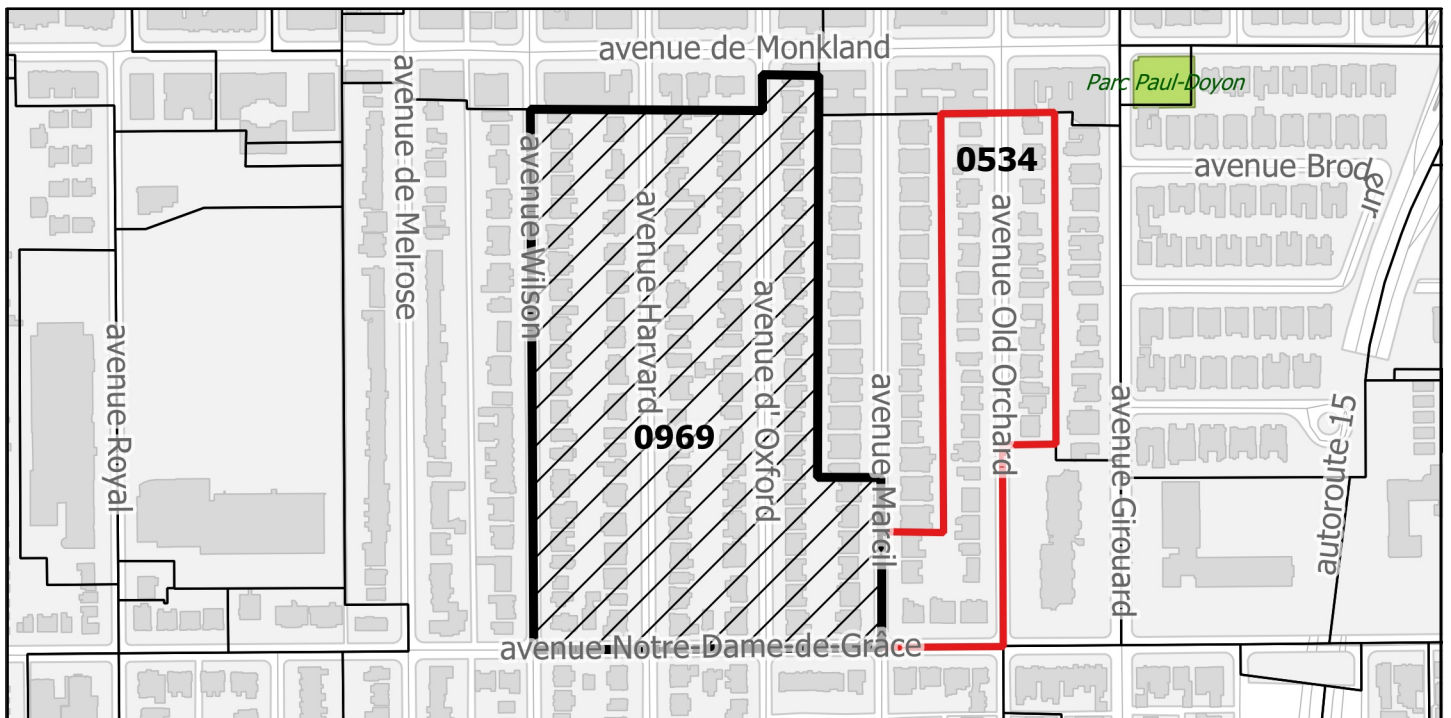 avenue de Monkland
Parc Paul-Doyon
avenue Brodeur
0534
avenue de Melrose
avenue Wilson
avenue Harvard
avenue d'Oxford
avenue Old Orchard
avenue Royal
avenue Marcil
avenue Girouard
autoroute 15
0969
avenue Notre-Dame-de-Grâce